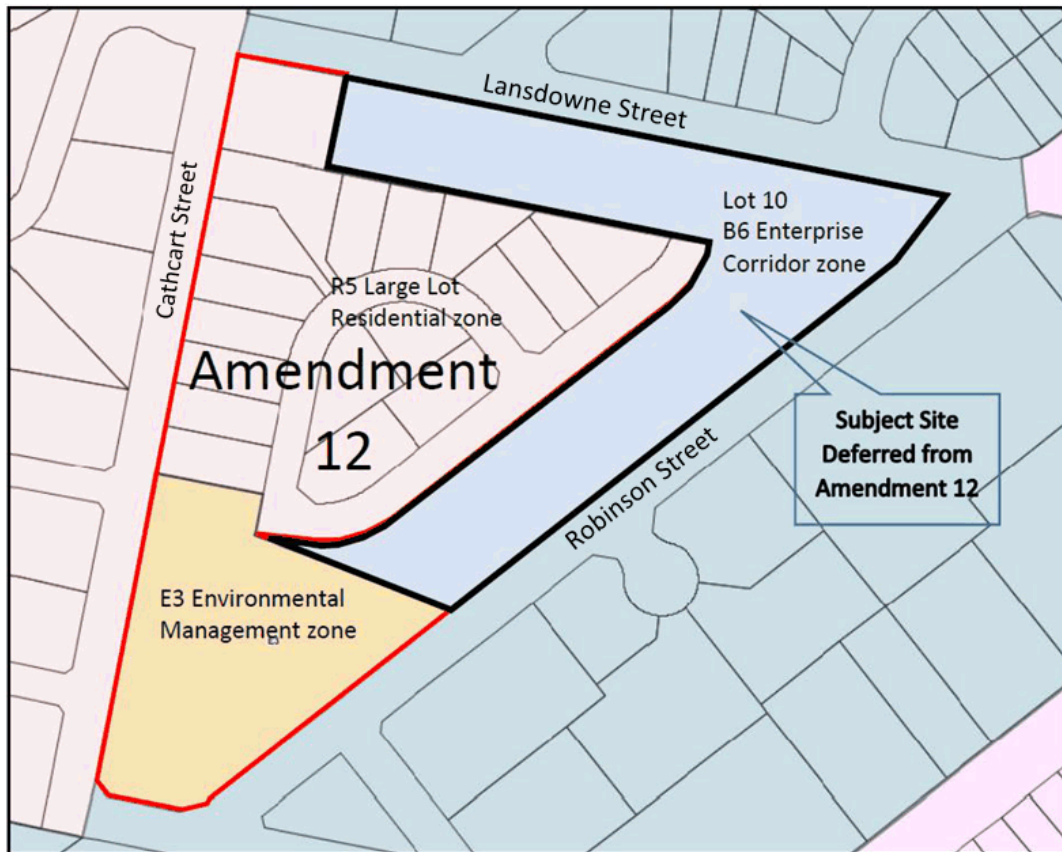 Lansdowne Street
Cathcart Street
Lot 10
B6 Enterprise
Corridor zone
R5 Large Lot
Residential zone
Amendment
12
Subject Site
Deferred from
Amendment 12
Robinson Street
E3 Environmental
Management zone